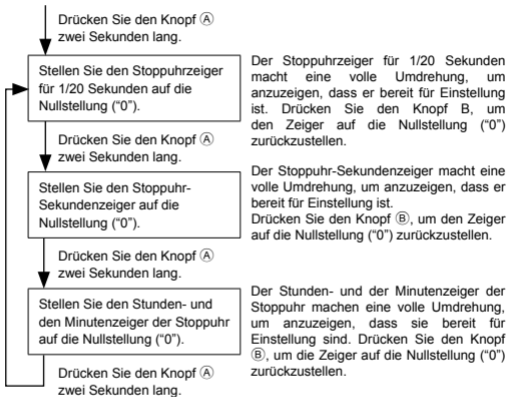 Drücken Sie den Knopf Ⓐ
zwei Sekunden lang.
Stellen Sie den Stoppuhrzeiger
für 1/20 Sekunden auf die
Nullstellung (“0”).
Der Stoppuhrzeiger für 1/20 Sekunden
macht eine volle Umdrehung, um
anzuzeigen, dass er bereit für Einstellung
ist. Drücken Sie den Knopf B, um
den Zeiger auf die Nullstellung (“0”)
zurückzustellen.
Drücken Sie den Knopf Ⓐ
zwei Sekunden lang.
Stellen Sie den Stoppuhr-
Sekundenzeiger auf die
Nullstellung (“0”).
Der Stoppuhr-Sekundenzeiger macht eine
volle Umdrehung, um anzuzeigen, dass er
bereit für Einstellung ist.
Drücken Sie den Knopf Ⓑ, um den Zeiger
auf die Nullstellung (“0”) zurückzustellen.
Drücken Sie den Knopf Ⓐ
zwei Sekunden lang.
Stellen Sie den Stunden- und
den Minutenzeiger der Stoppuhr
auf die Nullstellung (“0”).
Der Stunden- und der Minutenzeiger der
Stoppuhr machen eine volle Umdrehung,
um anzuzeigen, dass sie bereit für
Einstellung sind. Drücken Sie den Knopf
Ⓑ, um die Zeiger auf die Nullstellung (“0”)
zurückzustellen.
Drücken Sie den Knopf Ⓐ
zwei Sekunden lang.